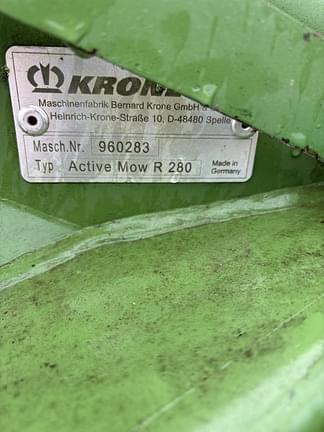 KRONE
Maschinenfabrik Bernard Krone GmbH
Heinrich-Krone-Straße 10, D-48480 Spelle
Masch.Nr. 960283
Typ Active Mow R 280
Made in
Germany